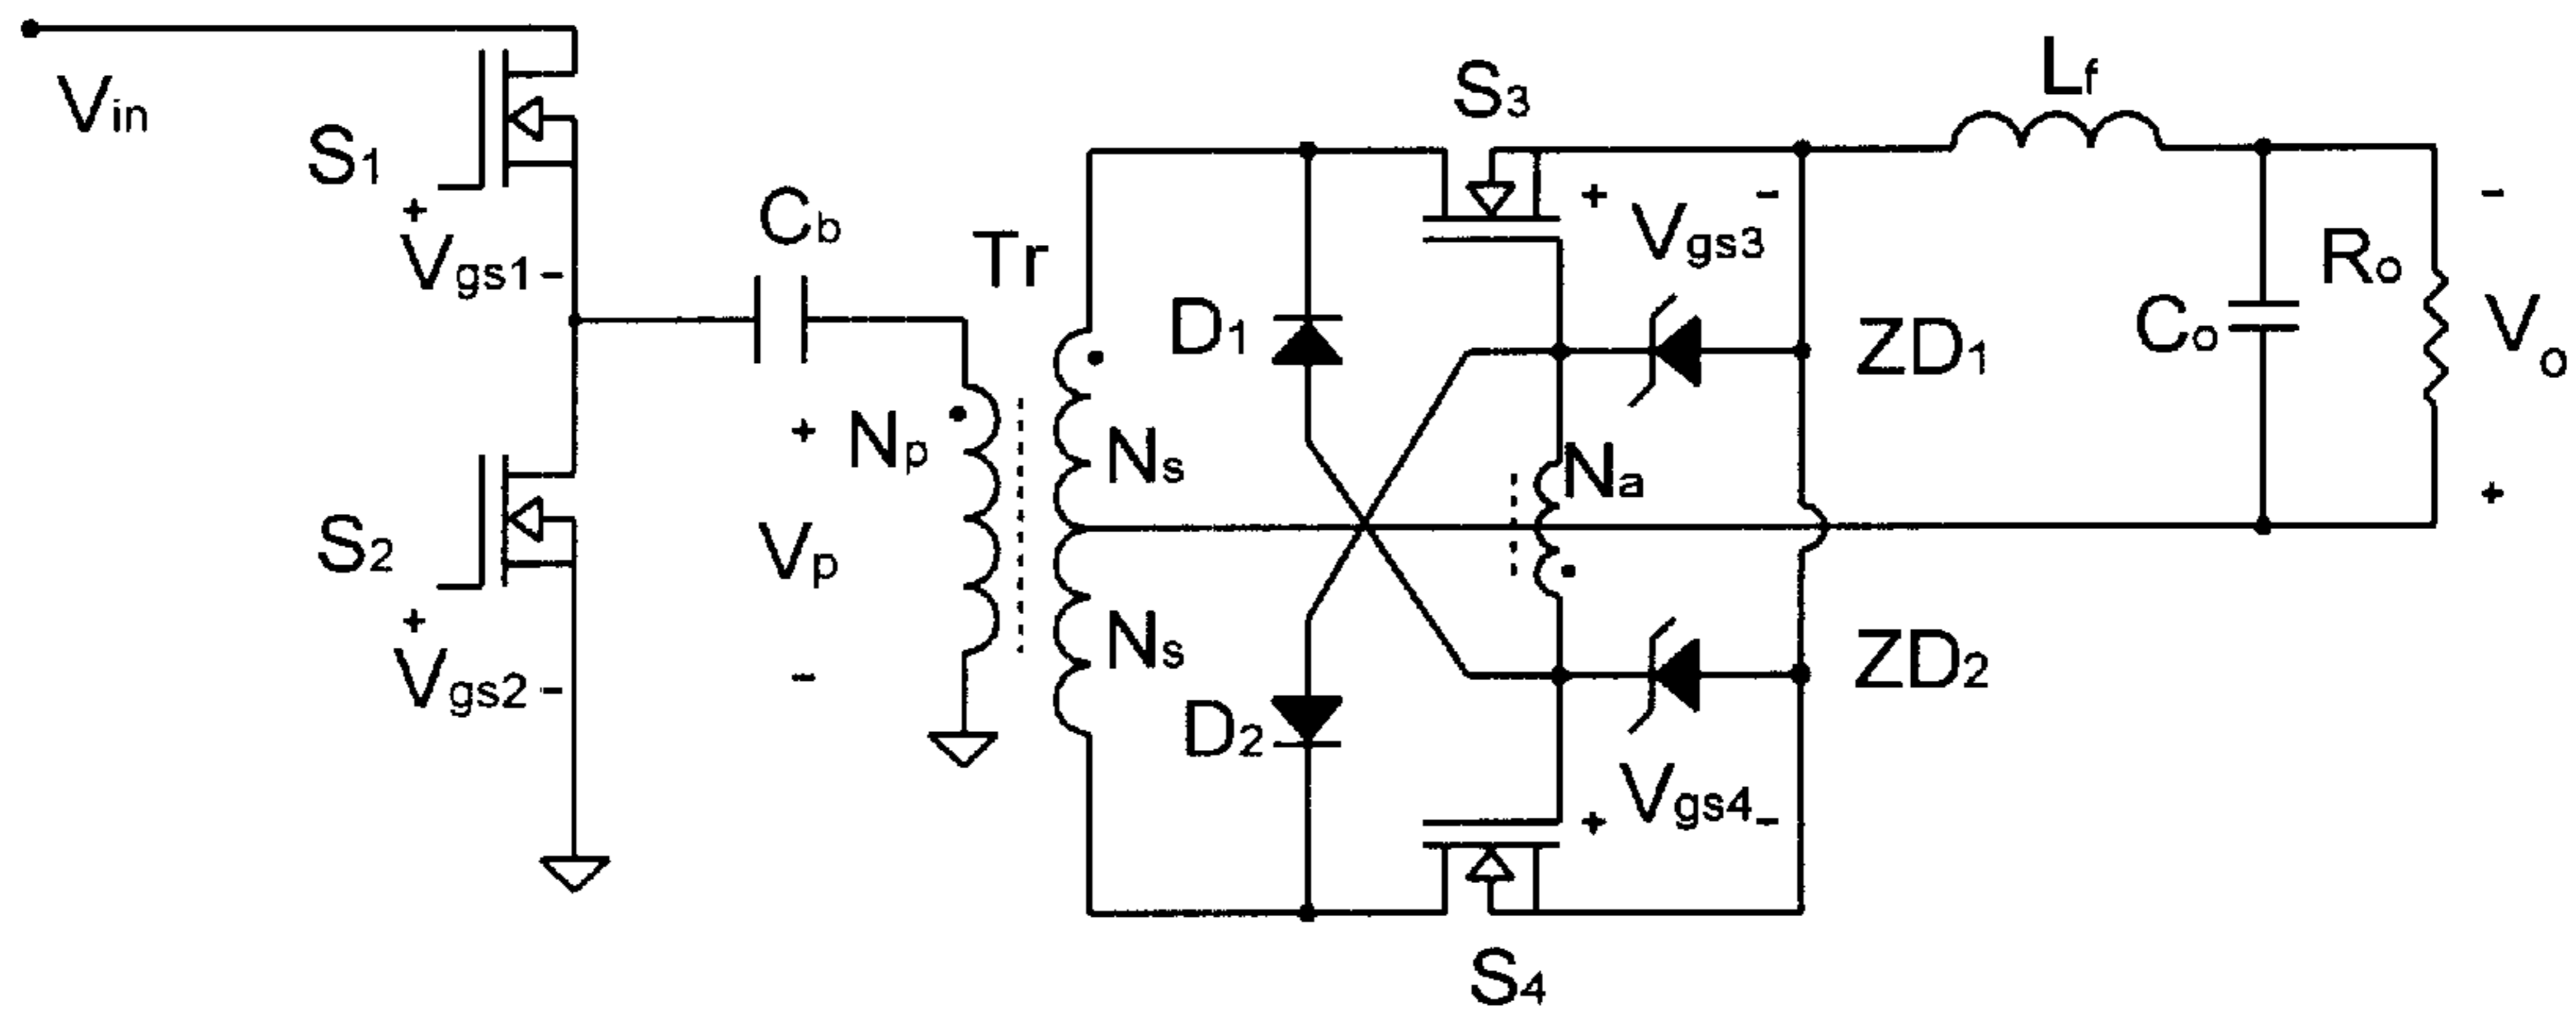 Vin
S1
+
Vgs1 -
Cb
Tr
S2
+
Vgs2 -
+
Vp
-
Np
Ns
Ns
D1
D2
S3
+ Vgs3 -
Na
ZD1
ZD2
+ Vgs4 -
S4
Lf
Co
Ro
-
Vo
+